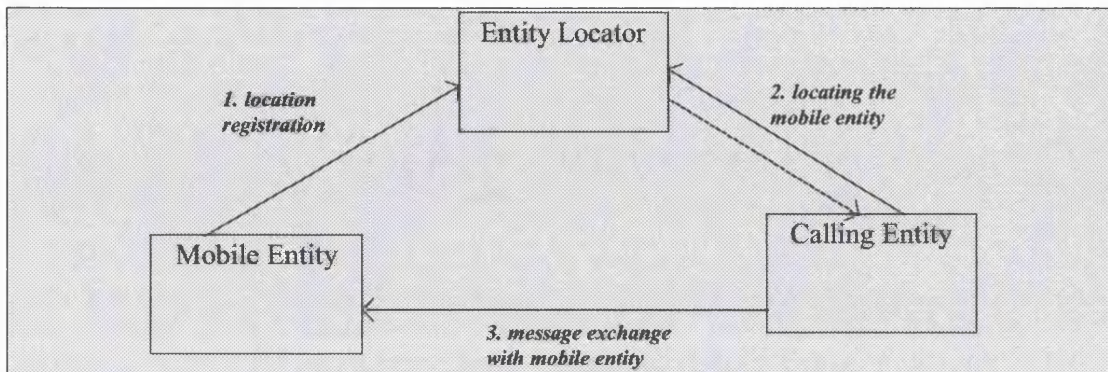 Entity Locator
1. location
registration
2. locating the
mobile entity
Mobile Entity
Calling Entity
3. message exchange
with mobile entity